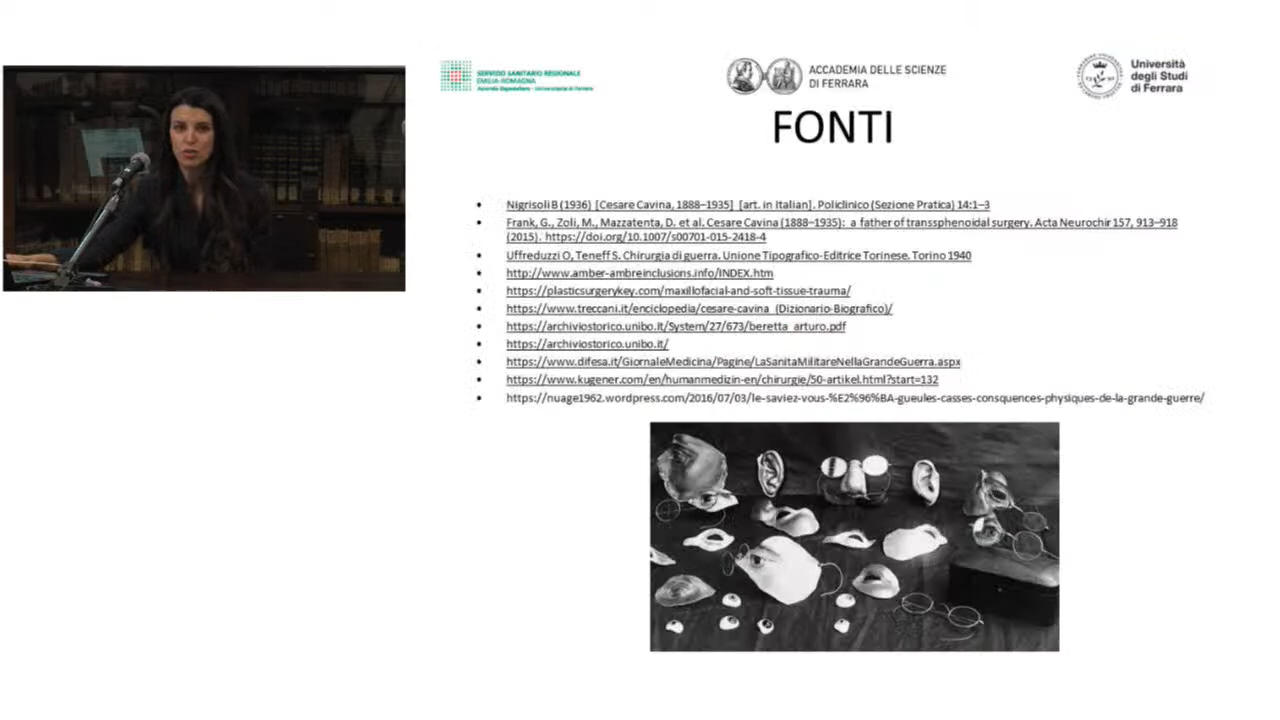 SERVIZIO SANITARIO REGIONALE
EMILIA-ROMAGNA
Azienda Ospedaliero - Universitaria di Ferrara
ACCADEMIA DELLE SCIENZE
DI FERRARA
Università
degli Studi
di Ferrara
FONTI
• Nigrisoli B (1936) [Cesare Cavina, 1888–1935] [art. in Italian]. Policlinico (Sezione Pratica) 14:1–3
• Frank, G., Zoli, M., Mazzatenta, D. et al. Cesare Cavina (1888–1935): a father of transsphenoidal surgery. Acta Neurochir 157, 913–918
(2015). https://doi.org/10.1007/s00701-015-2418-4
• Uffreduzzi O, Teneff S. Chirurgia di guerra. Unione Tipografico-Editrice Torinese. Torino 1940
• http://www.amber-ambreinclusions.info/INDEX.htm
• https://plasticsurgerykey.com/maxillofacial-and-soft-tissue-trauma/
• https://www.treccani.it/enciclopedia/cesare-cavina_(Dizionario-Biografico)/
• https://archiviostorico.unibo.it/System/27/673/beretta_arturo.pdf
• https://archiviostorico.unibo.it/
• https://www.difesa.it/GiornaleMedicina/Pagine/LaSanitaMilitareNellaGrandeGuerra.aspx
• https://www.kugener.com/en/humanmedizin-en/chirurgie/50-artikel.html?start=132
• https://nuage1962.wordpress.com/2016/07/03/le-saviez-vous-%E2%96%BA-gueules-casses-consquences-physiques-de-la-grande-guerre/